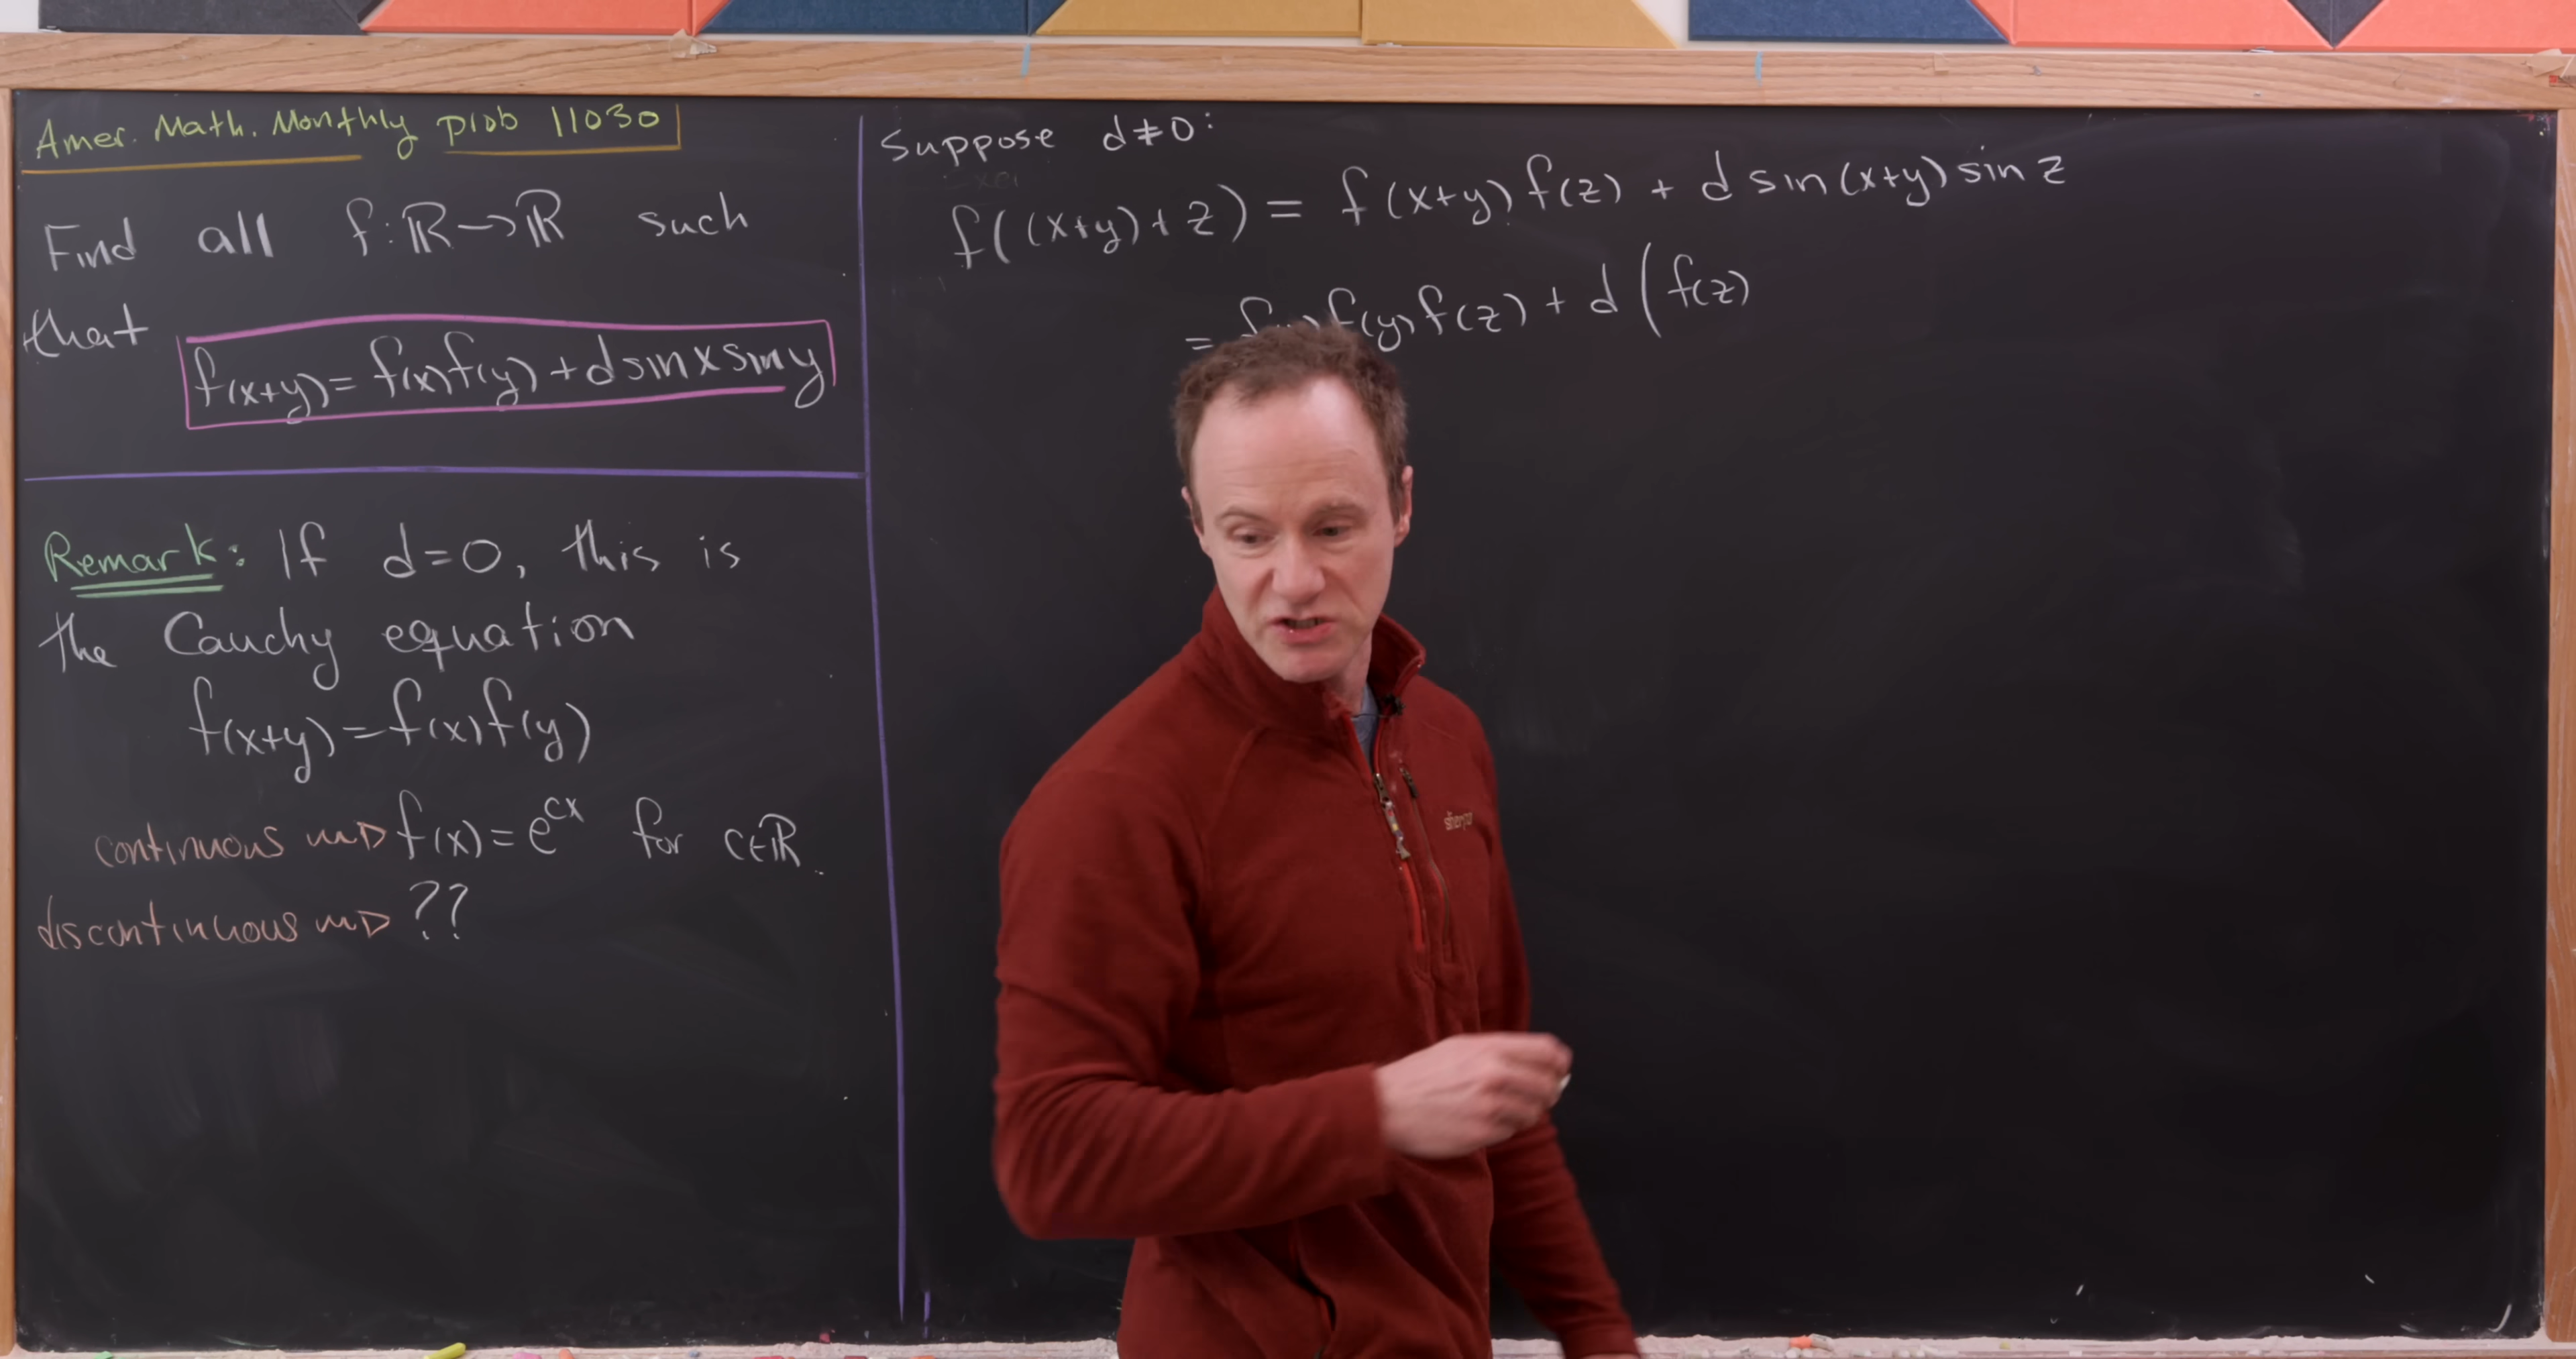 Amer. Math. Monthly prob 11030
Find all f:ℝ→ℝ such
that f(x+y)=f(x)f(y)+d sin x sin y
Remark: If d=0, this is
the Cauchy equation
f(x+y)=f(x)f(y)
continuous ⇝ f(x)=e^{cx} for c∈ℝ.
discontinuous ⇝ ??
Suppose d≠0:
f((x+y)+z) = f(x+y)f(z) + d sin(x+y) sin z
= f(y)f(z) + d(f(z)
sherpa